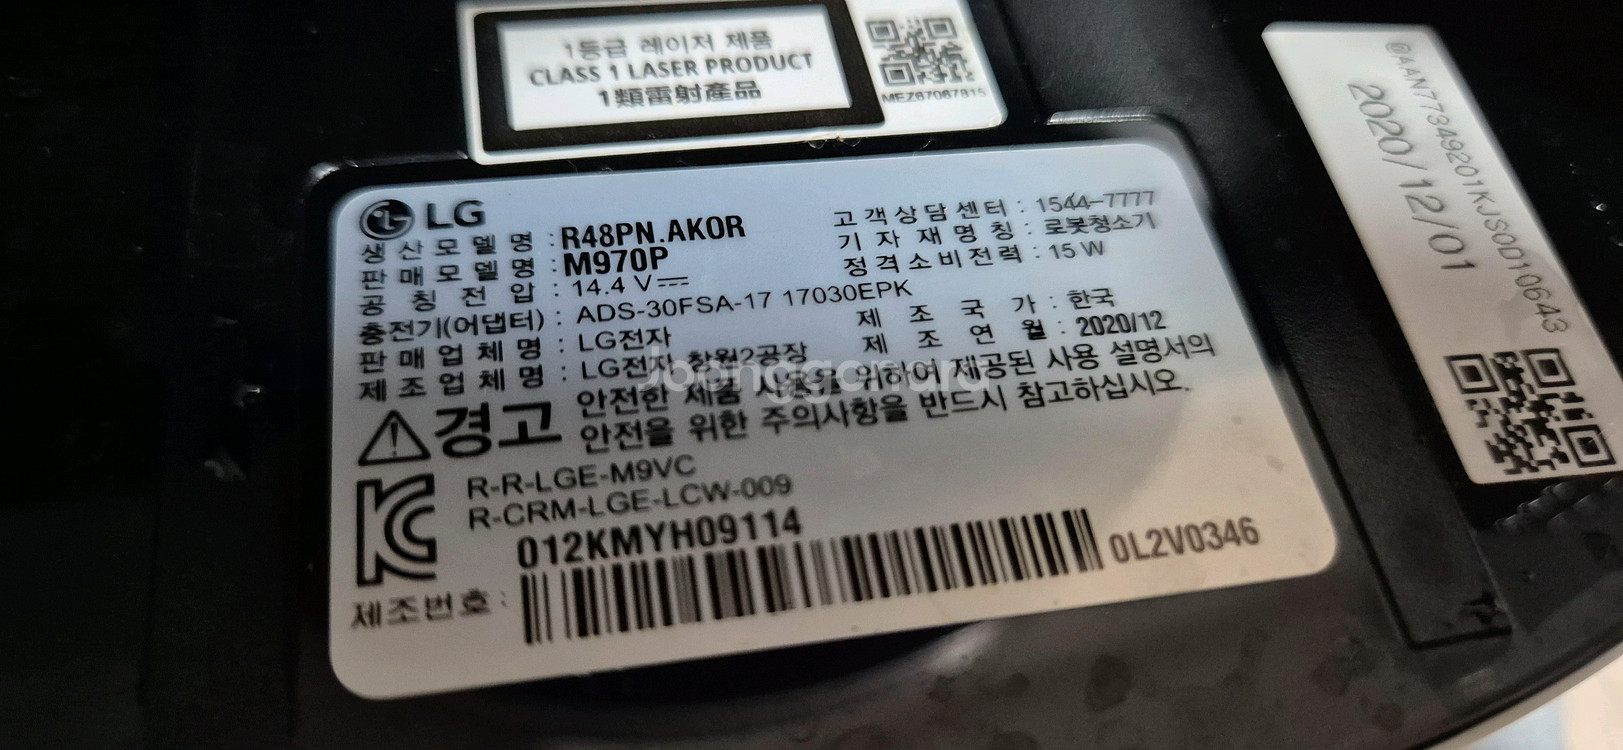 1등급 레이저 제품
CLASS 1 LASER PRODUCT
1類雷射產品
MEZ67067815
LG
생산모델명 : R48PN.AKOR
판매모델명 : M970P
공칭전압 : 14.4 V
충전기(어댑터) : ADS-30FSA-17 17030EPK
판매업체명 : LG전자
제조업체명 : LG전자 창원2공장
고객상담센터 : 1544-7777
기자재명칭 : 로봇청소기
정격소비전력 : 15 W
제조국가 : 한국
제조연월 : 2020/12
경고
안전한 제품 사용을 위하여 제공된 사용 설명서의
안전을 위한 주의사항을 반드시 참고하십시오.
R-R-LGE-M9VC
R-CRM-LGE-LCW-009
012KMYH09114
제조번호 :
0L2V0346
@AAN77349201KJS0D10643
2020/12/01
Joonggonara